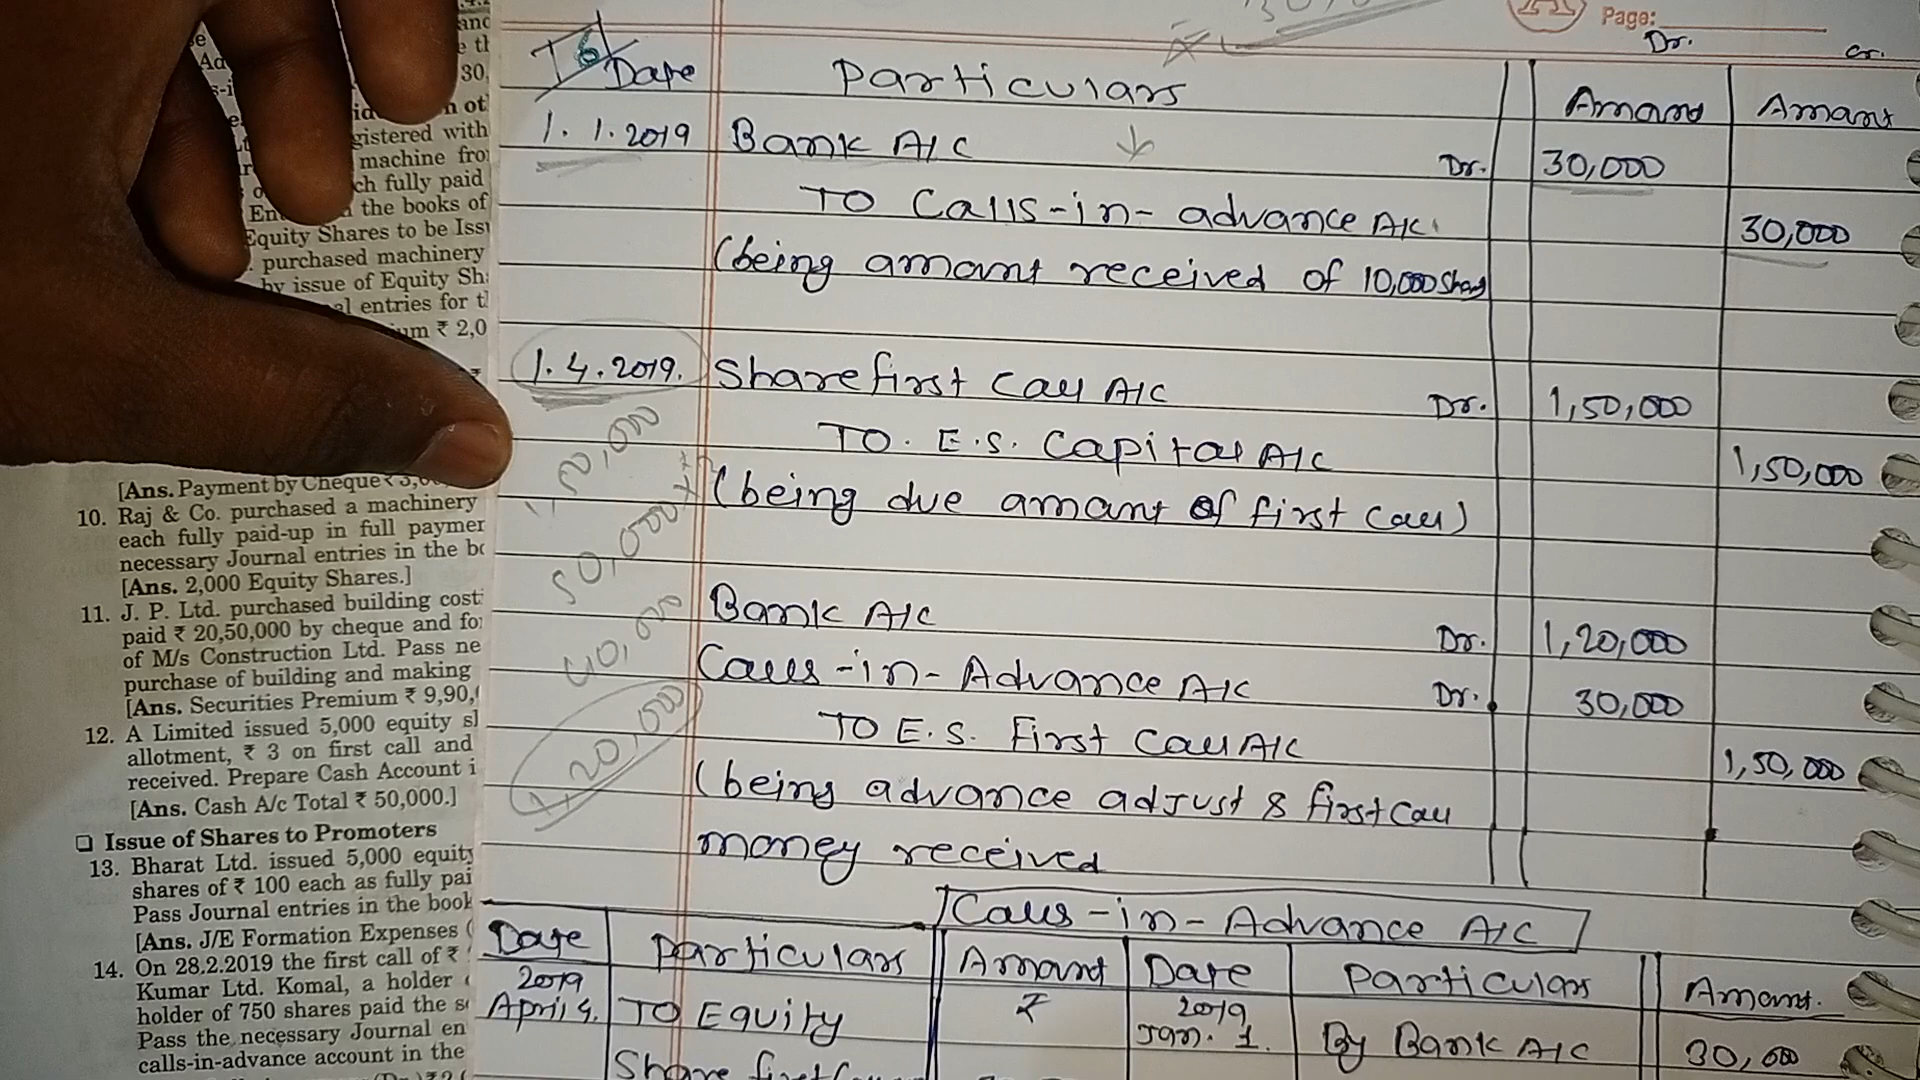 Page:
Dr. Cr.
Date Particulars Amount Amount
1.1.2019 Bank A/C Dr. 30,000
To Calls-in-advance A/C. 30,000
(being amount received of 10,000
1.4.2019. Share first Call A/C Dr. 1,50,000
To. E.S. Capital A/C 1,50,000
(being due amount of first Call)
Bank A/C Dr. 1,20,000
Calls-in-Advance A/C Dr. 30,000
To E.S. First Call A/C 1,50,000
(being advance adjust & first Call
money received
50,000
40,000
Calls-in-Advance A/C
Date Particulars Amount Date Particulars Amount.
2019 ₹ 2019
April 4. To Equity Jan. 1. By Bank A/C 30,000
30,
gistered with
machine fro
ch fully paid
the books of
Equity Shares to be Iss
purchased machinery
by issue of Equity Sh
entries for t
um ₹ 2,0
[Ans. Payment by Cheque ₹
10. Raj & Co. purchased a machinery
each fully paid-up in full paymer
necessary Journal entries in the bo
[Ans. 2,000 Equity Shares.]
11. J. P. Ltd. purchased building cost
paid ₹ 20,50,000 by cheque and fo
of M/s Construction Ltd. Pass ne
purchase of building and making
[Ans. Securities Premium ₹ 9,90,
12. A Limited issued 5,000 equity s
allotment, ₹ 3 on first call and
received. Prepare Cash Account i
[Ans. Cash A/c Total ₹ 50,000.]
❑ Issue of Shares to Promoters
13. Bharat Ltd. issued 5,000 equity
shares of ₹ 100 each as fully pai
Pass Journal entries in the book
[Ans. J/E Formation Expenses (
14. On 28.2.2019 the first call of ₹
Kumar Ltd. Komal, a holder
holder of 750 shares paid the s
Pass the necessary Journal en
calls-in-advance account in the